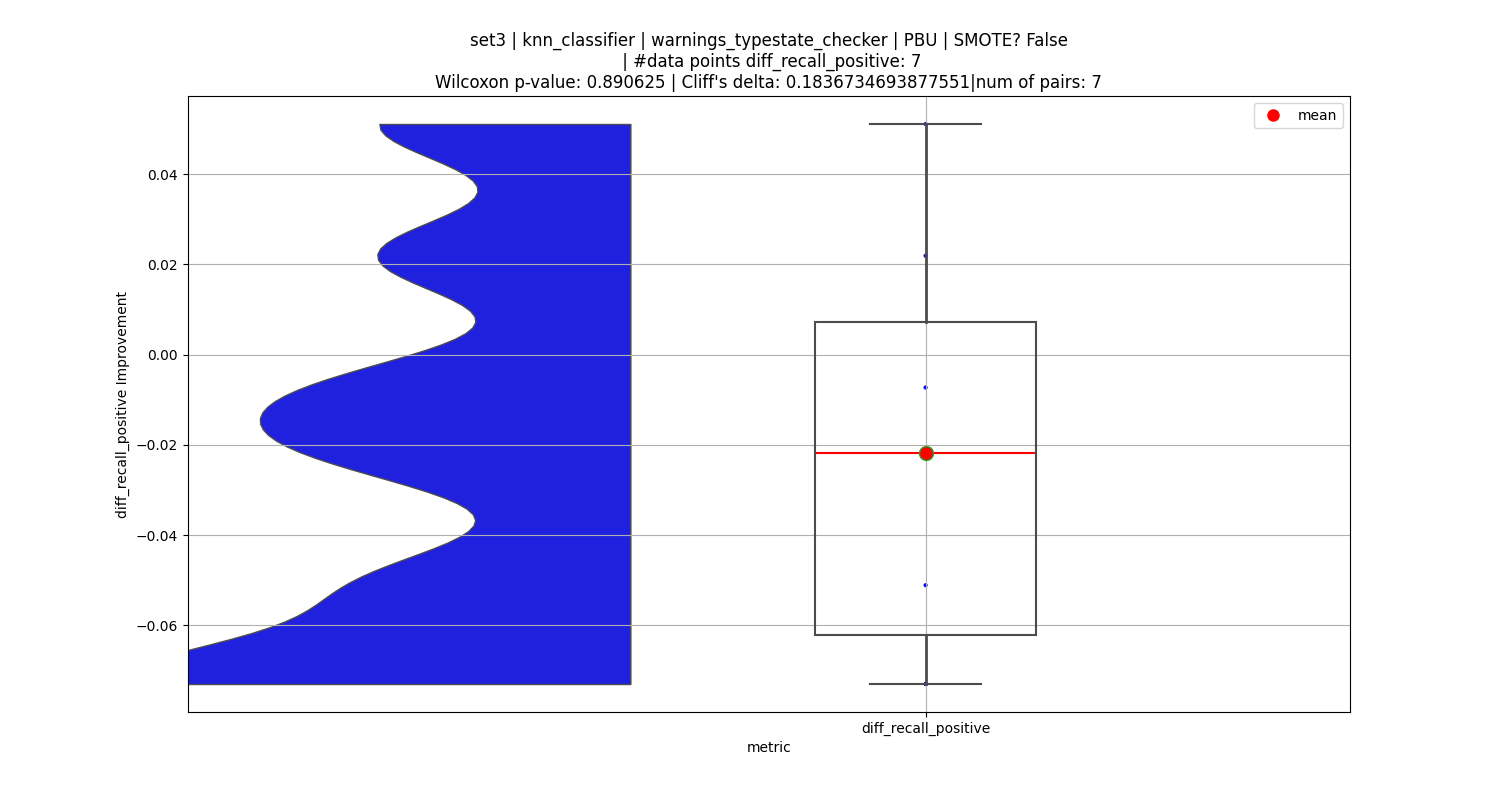 set3 | knn_classifier | warnings_typestate_checker | PBU | SMOTE? False
| #data points diff_recall_positive: 7
Wilcoxon p-value: 0.890625 | Cliff's delta: 0.1836734693877551|num of pairs: 7
mean
0.04
0.02
0.00
−0.02
−0.04
−0.06
diff_recall_positive Improvement
diff_recall_positive
metric